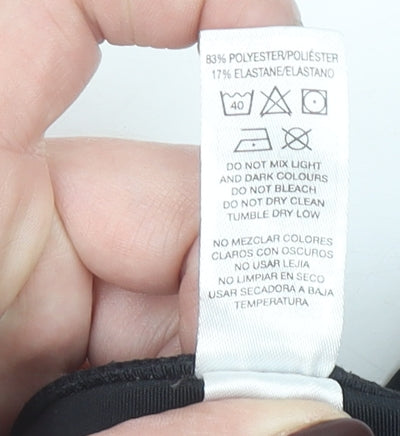 83% POLYESTER/POLIÉSTER
17% ELASTANE/ELASTANO
40
DO NOT MIX LIGHT
AND DARK COLOURS
DO NOT BLEACH
DO NOT DRY CLEAN
TUMBLE DRY LOW
NO MEZCLAR COLORES
CLAROS CON OSCUROS
NO USAR LEJIA
NO LIMPIAR EN SECO
USAR SECADORA A BAJA
TEMPERATURA